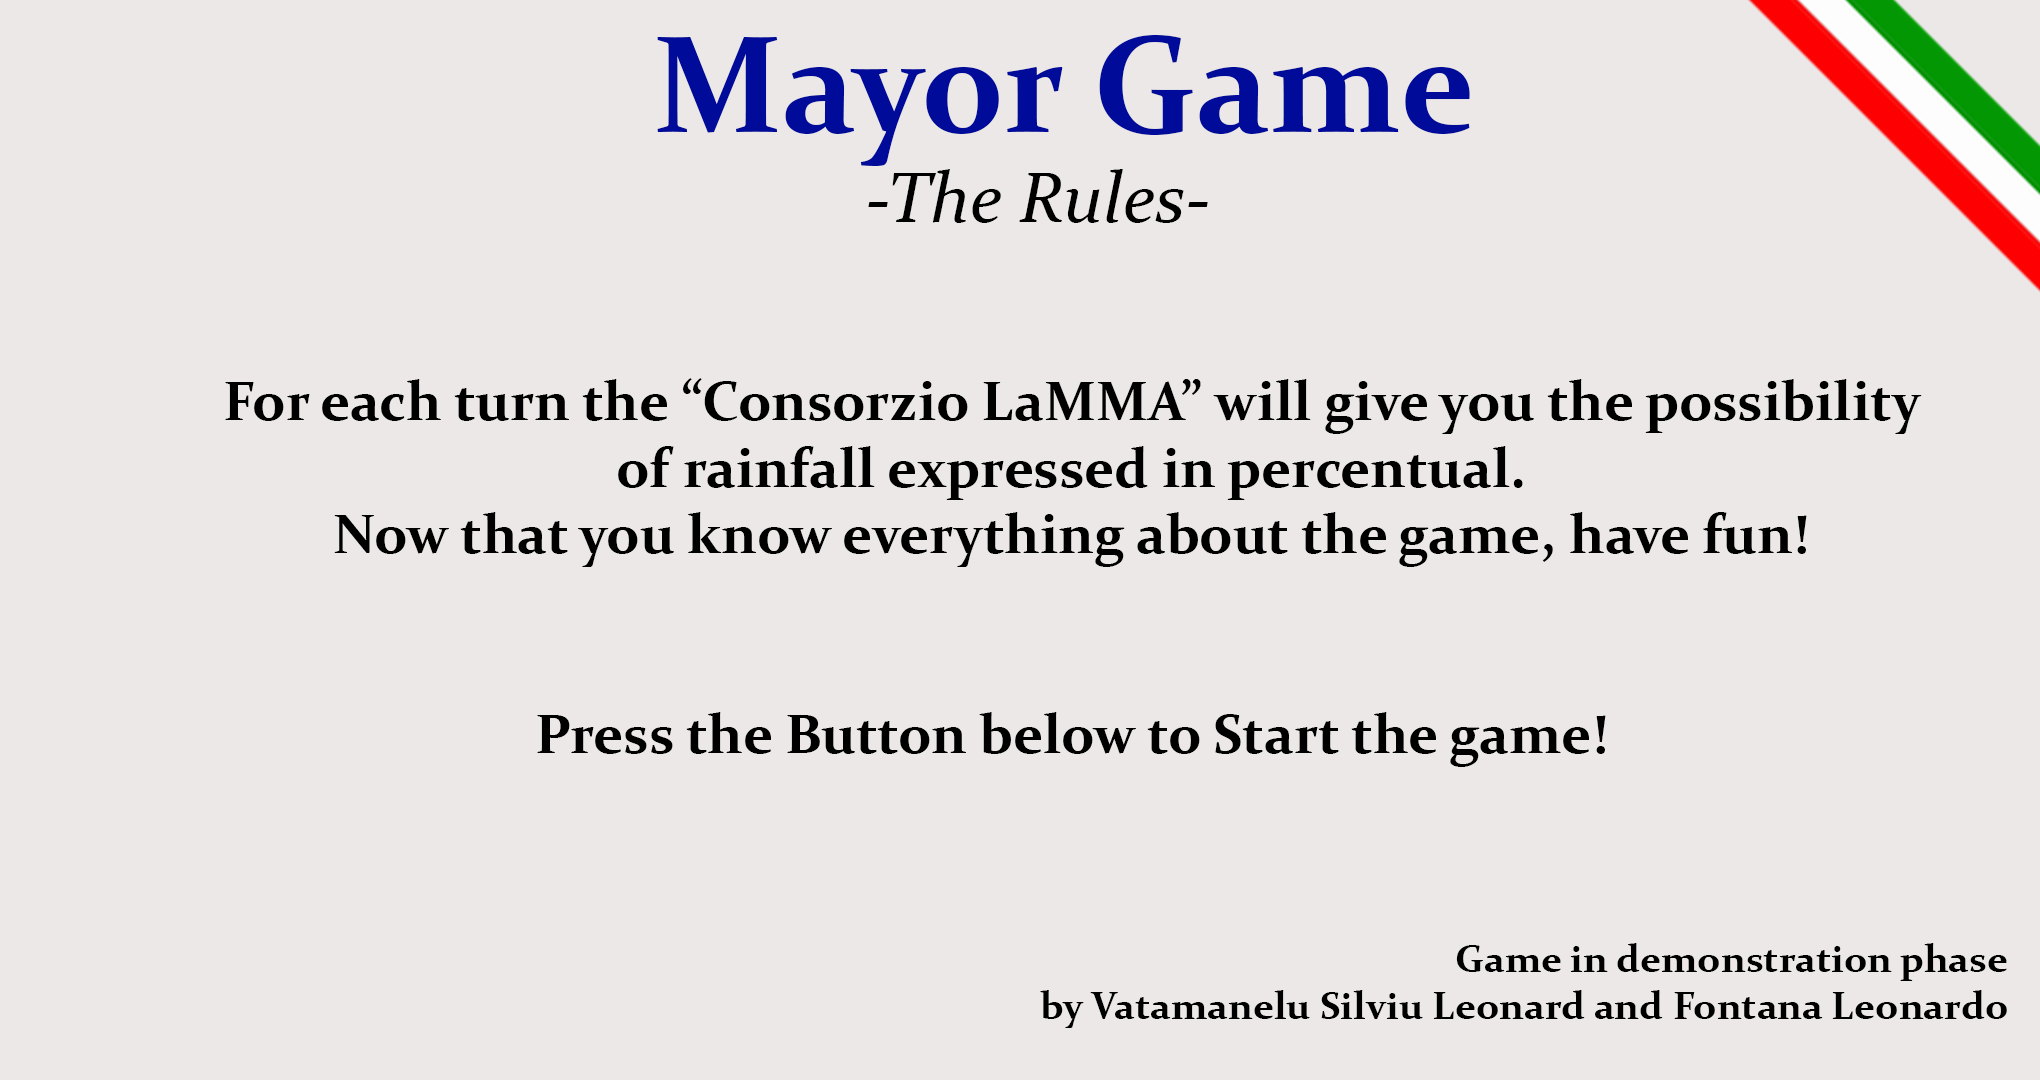 Mayor Game
-The Rules-
For each turn the “Consorzio LaMMA” will give you the possibility
of rainfall expressed in percentual.
Now that you know everything about the game, have fun!
Press the Button below to Start the game!
Game in demonstration phase
by Vatamanelu Silviu Leonard and Fontana Leonardo